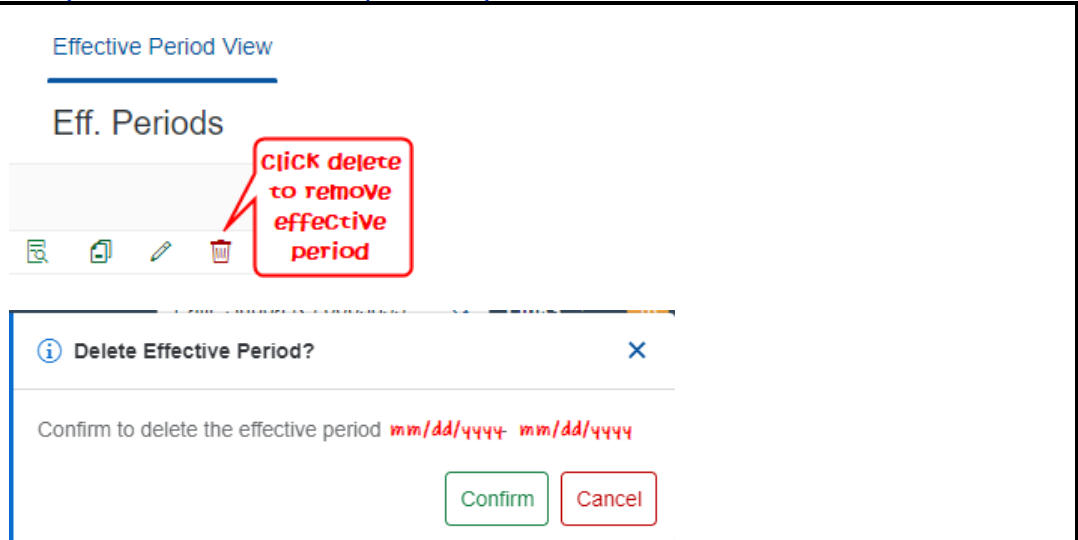 Effective Period View
Eff. Periods
Click delete
to remove
effective
period
Delete Effective Period?
Confirm to delete the effective period mm/dd/yyyy- mm/dd/yyyy
Confirm
Cancel